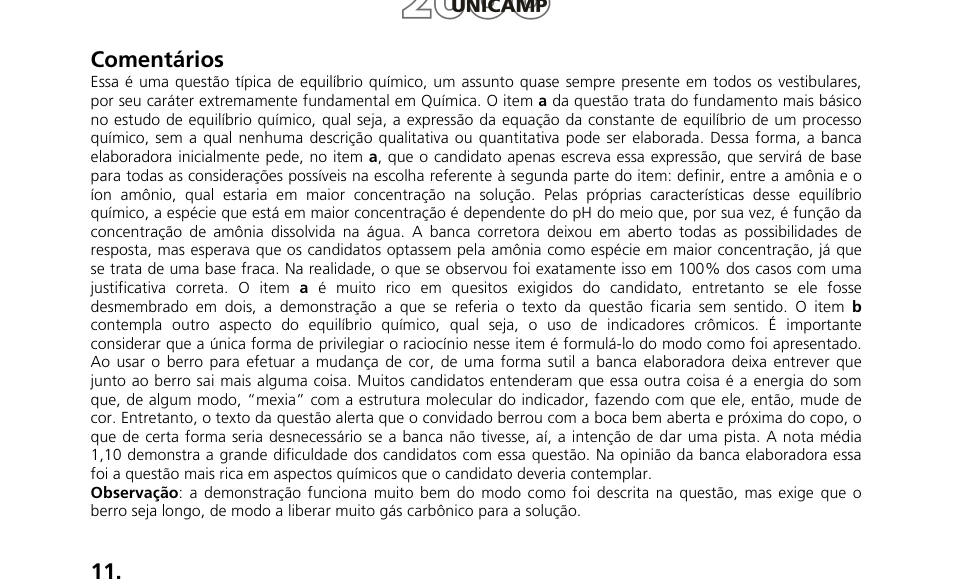 UNICAMP
Comentários
Essa é uma questão típica de equilíbrio químico, um assunto quase sempre presente em todos os vestibulares,
por seu caráter extremamente fundamental em Química. O item a da questão trata do fundamento mais básico
no estudo de equilíbrio químico, qual seja, a expressão da equação da constante de equilíbrio de um processo
químico, sem a qual nenhuma descrição qualitativa ou quantitativa pode ser elaborada. Dessa forma, a banca
elaboradora inicialmente pede, no item a, que o candidato apenas escreva essa expressão, que servirá de base
para todas as considerações possíveis na escolha referente à segunda parte do item: definir, entre a amônia e o
íon amônio, qual estaria em maior concentração na solução. Pelas próprias características desse equilíbrio
químico, a espécie que está em maior concentração é dependente do pH do meio que, por sua vez, é função da
concentração de amônia dissolvida na água. A banca corretora deixou em aberto todas as possibilidades de
resposta, mas esperava que os candidatos optassem pela amônia como espécie em maior concentração, já que
se trata de uma base fraca. Na realidade, o que se observou foi exatamente isso em 100% dos casos com uma
justificativa correta. O item a é muito rico em quesitos exigidos do candidato, entretanto se ele fosse
desmembrado em dois, a demonstração a que se referia o texto da questão ficaria sem sentido. O item b
contempla outro aspecto do equilíbrio químico, qual seja, o uso de indicadores crômicos. É importante
considerar que a única forma de privilegiar o raciocínio nesse item é formulá-lo do modo como foi apresentado.
Ao usar o berro para efetuar a mudança de cor, de uma forma sutil a banca elaboradora deixa entrever que
junto ao berro sai mais alguma coisa. Muitos candidatos entenderam que essa outra coisa é a energia do som
que, de algum modo, “mexia” com a estrutura molecular do indicador, fazendo com que ele, então, mude de
cor. Entretanto, o texto da questão alerta que o convidado berrou com a boca bem aberta e próxima do copo, o
que de certa forma seria desnecessário se a banca não tivesse, aí, a intenção de dar uma pista. A nota média
1,10 demonstra a grande dificuldade dos candidatos com essa questão. Na opinião da banca elaboradora essa
foi a questão mais rica em aspectos químicos que o candidato deveria contemplar.
Observação: a demonstração funciona muito bem do modo como foi descrita na questão, mas exige que o
berro seja longo, de modo a liberar muito gás carbônico para a solução.
11.